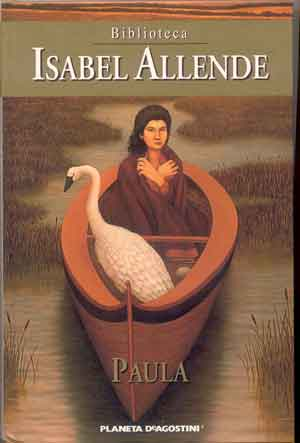 Biblioteca
ISABEL ALLENDE
PAULA
PLANETA DEAGOSTINI